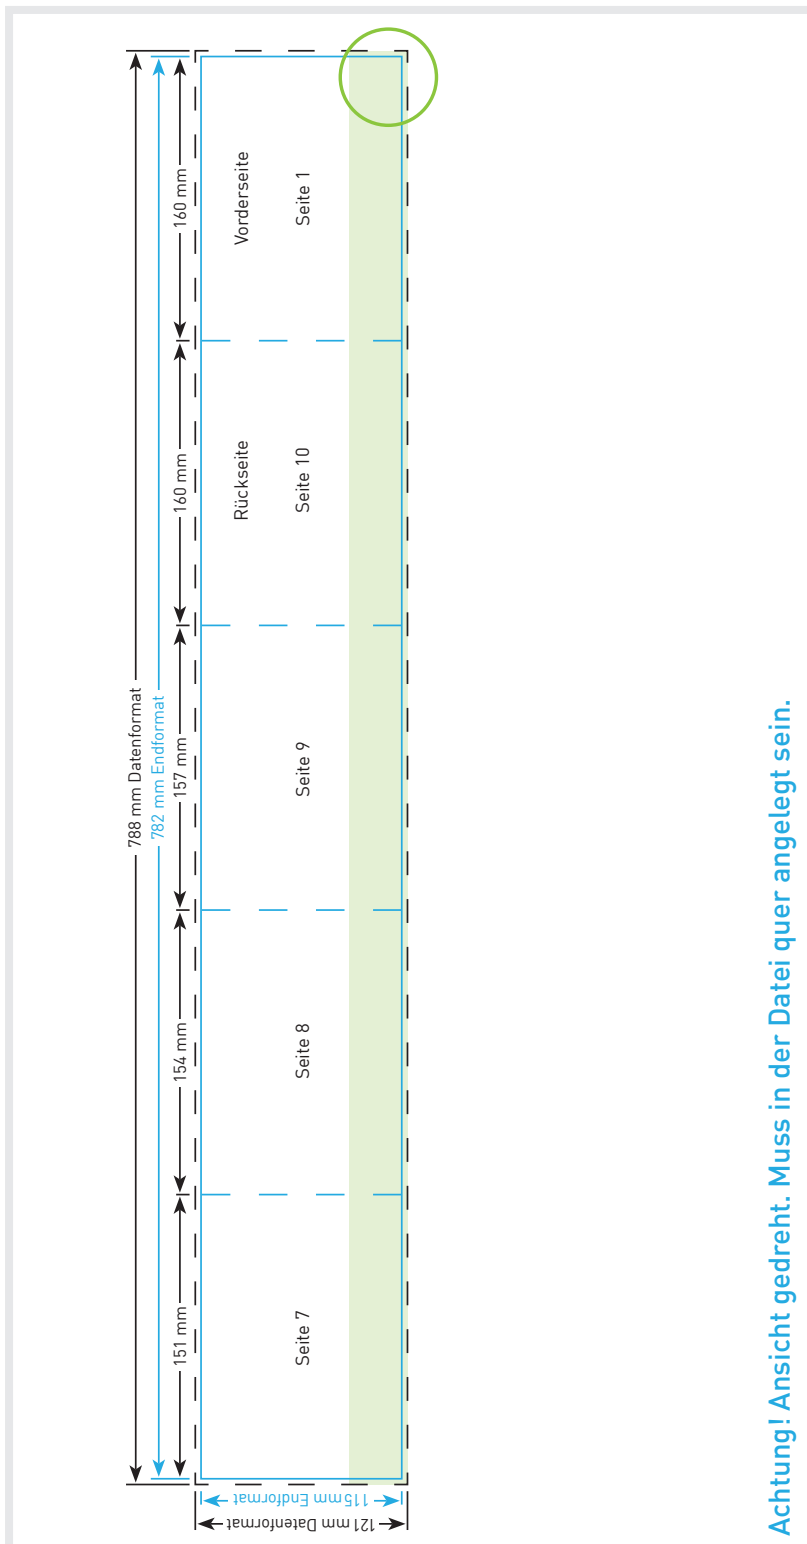 788 mm Datenformat
782 mm Endformat
151 mm
154 mm
157 mm
160 mm
160 mm
Vorderseite
Rückseite
Seite 7
Seite 8
Seite 9
Seite 10
Seite 1
115 mm Endformat
121 mm Datenformat
Achtung! Ansicht gedreht. Muss in der Datei quer angelegt sein.